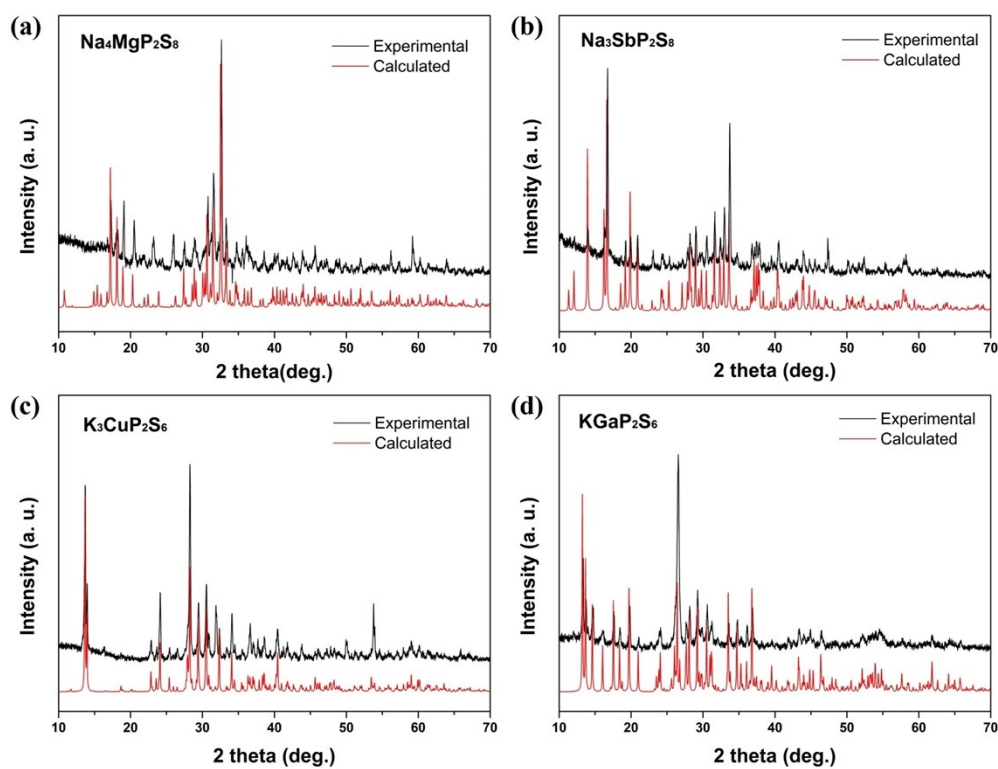 (a)
Na₄MgP₂S₈
Experimental
Calculated
Intensity (a. u.)
10 20 30 40 50 60 70
2 theta(deg.)
(b)
Na₃SbP₂S₈
Experimental
Calculated
Intensity (a. u.)
10 20 30 40 50 60 70
2 theta (deg.)
(c)
K₃CuP₂S₆
Experimental
Calculated
Intensity (a. u.)
10 20 30 40 50 60 70
2 theta (deg.)
(d)
KGaP₂S₆
Experimental
Calculated
Intensity (a. u.)
10 20 30 40 50 60 70
2 theta (deg.)